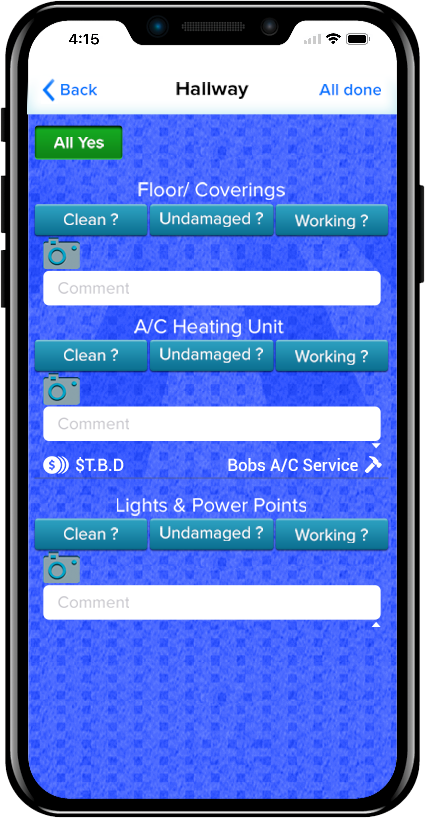 4:15
Back Hallway All done
All Yes
Floor/ Coverings
Clean ? Undamaged ? Working ?
Comment
A/C Heating Unit
Clean ? Undamaged ? Working ?
Comment
$ $T.B.D Bobs A/C Service
Lights & Power Points
Clean ? Undamaged ? Working ?
Comment